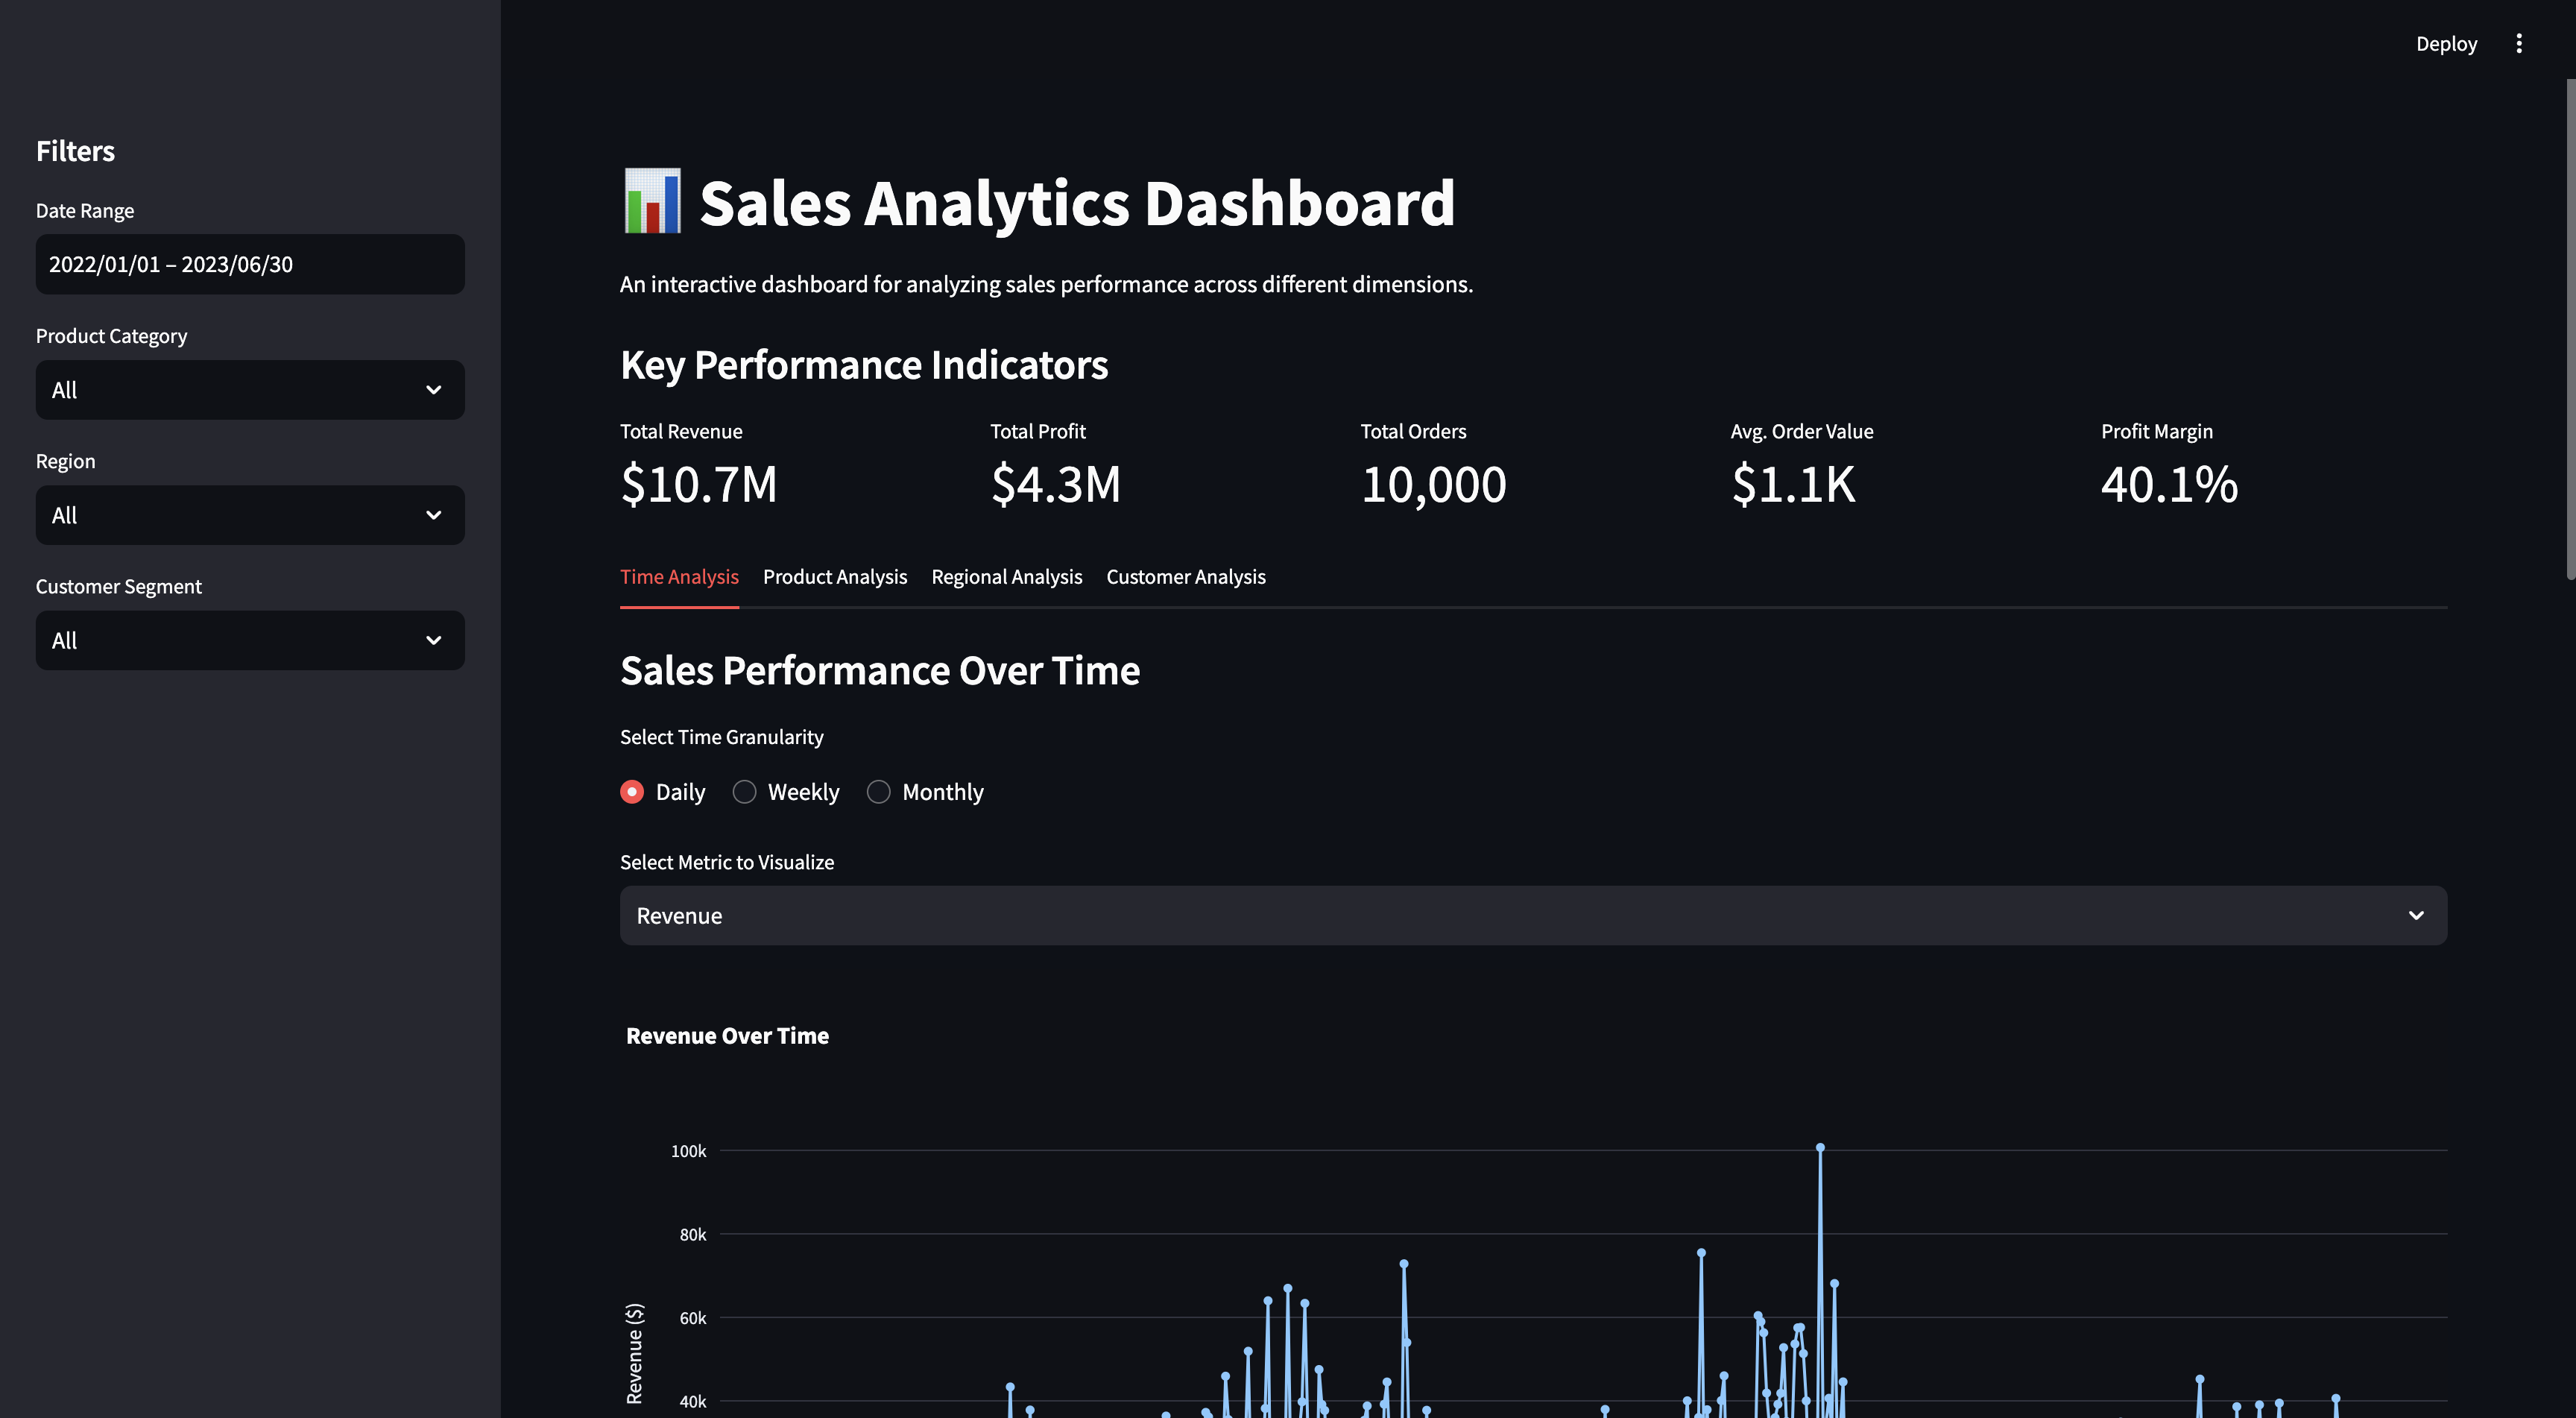 Deploy
Filters
Date Range
2022/01/01 – 2023/06/30
Product Category
All
Region
All
Customer Segment
All
Sales Analytics Dashboard
An interactive dashboard for analyzing sales performance across different dimensions.
Key Performance Indicators
Total Revenue
$10.7M
Total Profit
$4.3M
Total Orders
10,000
Avg. Order Value
$1.1K
Profit Margin
40.1%
Time Analysis Product Analysis Regional Analysis Customer Analysis
Sales Performance Over Time
Select Time Granularity
Daily Weekly Monthly
Select Metric to Visualize
Revenue
Revenue Over Time
100k
80k
60k
40k
Revenue ($)